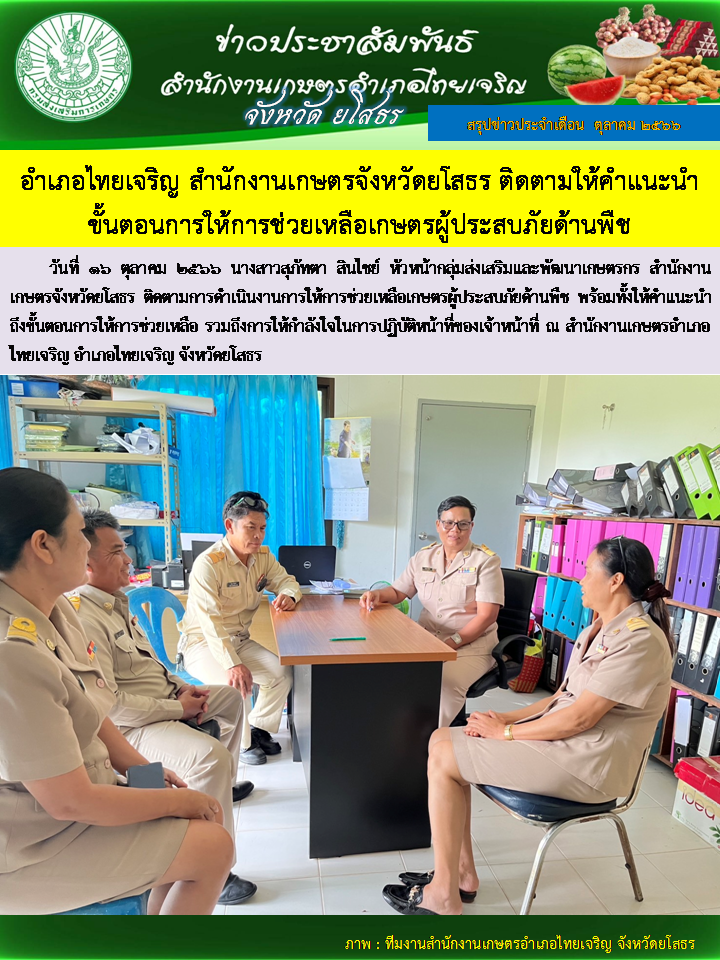 กรมส่งเสริมการเกษตร
ข่าวประชาสัมพันธ์
สำนักงานเกษตรอำเภอไทยเจริญ
จังหวัด ยโสธร
สรุปข่าวประจำเดือน ตุลาคม ๒๕๖๖
อำเภอไทยเจริญ สำนักงานเกษตรจังหวัดยโสธร ติดตามให้คำแนะนำ
ขั้นตอนการให้การช่วยเหลือเกษตรผู้ประสบภัยด้านพืช
วันที่ ๑๖ ตุลาคม ๒๕๖๖ นางสาวสุภัทตา สินไชย์ หัวหน้ากลุ่มส่งเสริมและพัฒนาเกษตรกร สำนักงาน
เกษตรจังหวัดยโสธร ติดตามการดำเนินงานการให้การช่วยเหลือเกษตรผู้ประสบภัยด้านพืช พร้อมทั้งให้คำแนะนำ
ถึงขั้นตอนการให้การช่วยเหลือ รวมถึงการให้กำลังใจในการปฏิบัติหน้าที่ของเจ้าหน้าที่ ณ สำนักงานเกษตรอำเภอ
ไทยเจริญ อำเภอไทยเจริญ จังหวัดยโสธร
DELL
idea
ภาพ : ทีมงานสำนักงานเกษตรอำเภอไทยเจริญ จังหวัดยโสธร